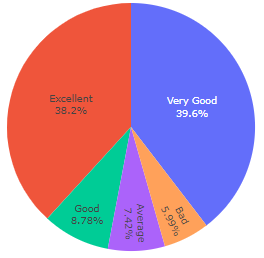 Very Good
39.6%
Excellent
38.2%
Good
8.78%
Average
7.42%
Bad
5.99%